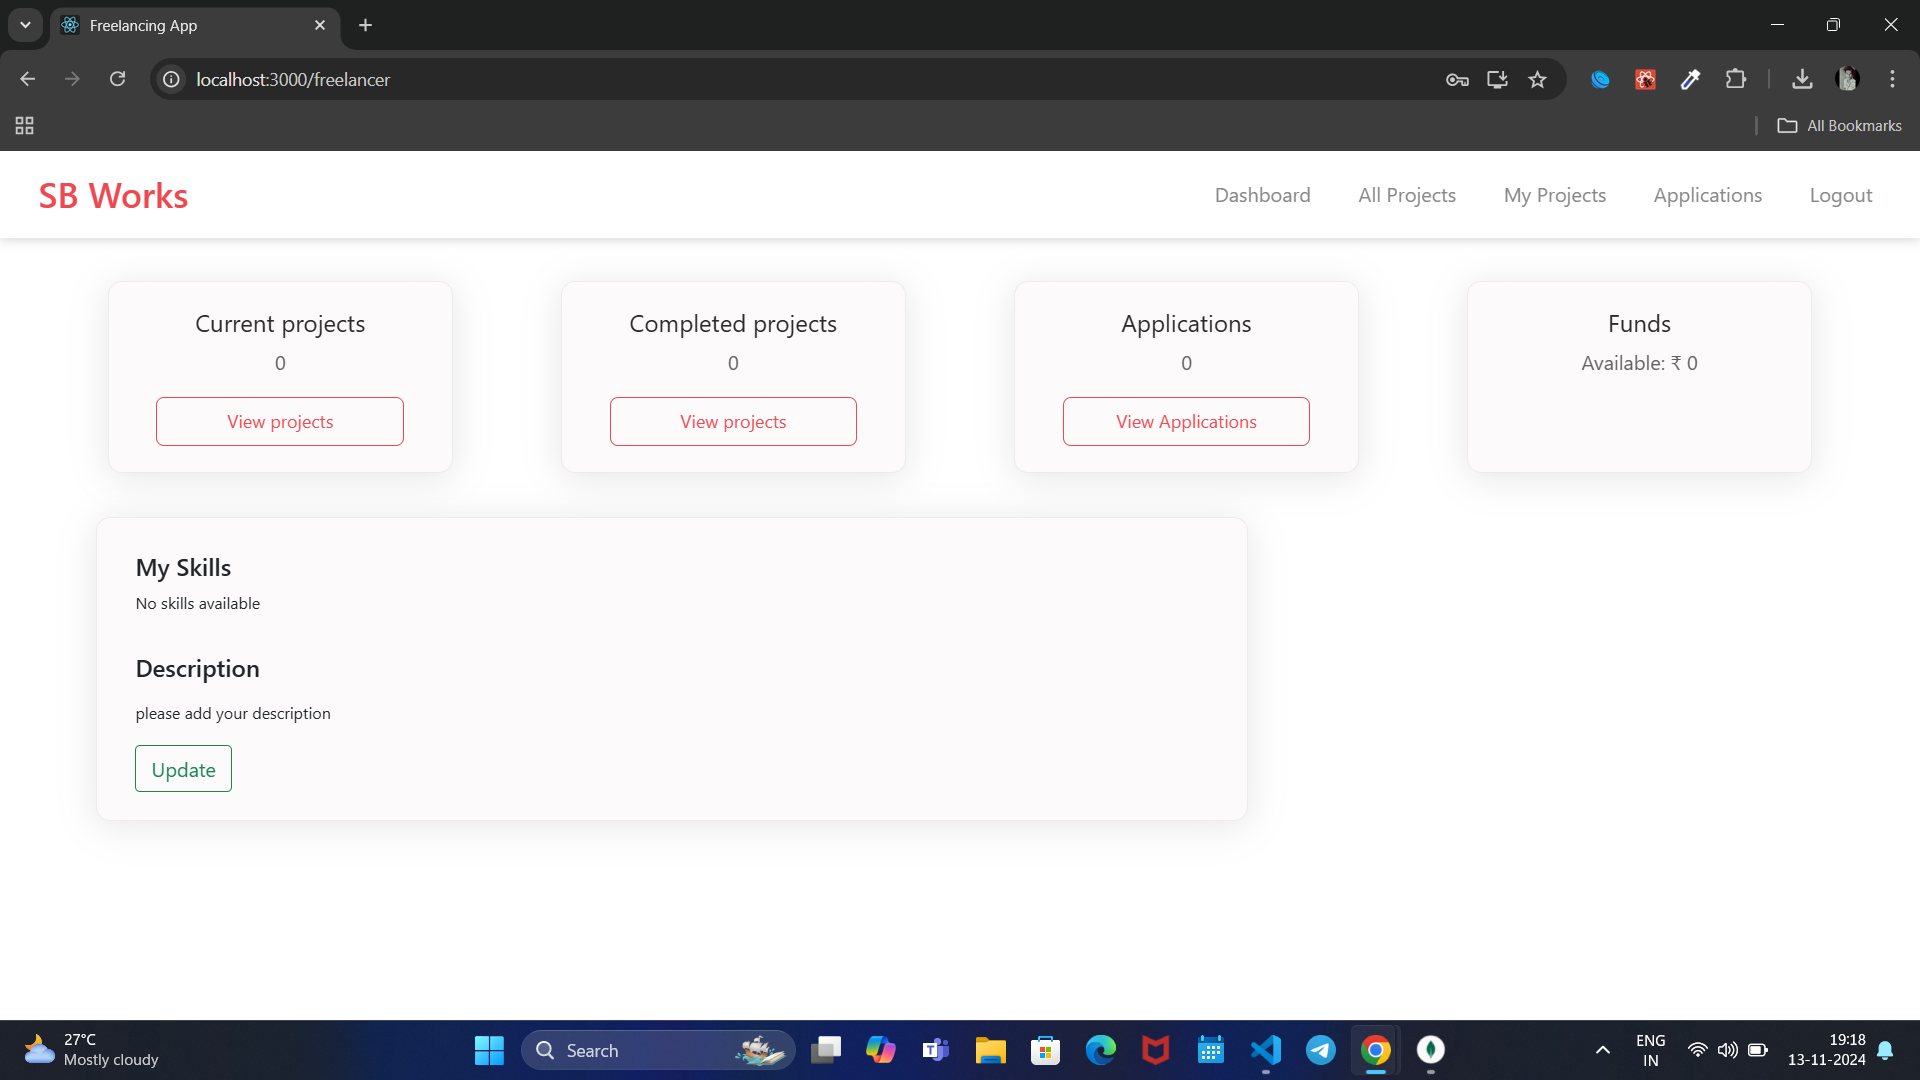 Freelancing App
localhost:3000/freelancer
All Bookmarks
SB Works
Dashboard
All Projects
My Projects
Applications
Logout
Current projects
0
View projects
Completed projects
0
View projects
Applications
0
View Applications
Funds
Available: ₹ 0
My Skills
No skills available
Description
please add your description
Update
27°C
Mostly cloudy
Search
ENG
IN
19:18
13-11-2024